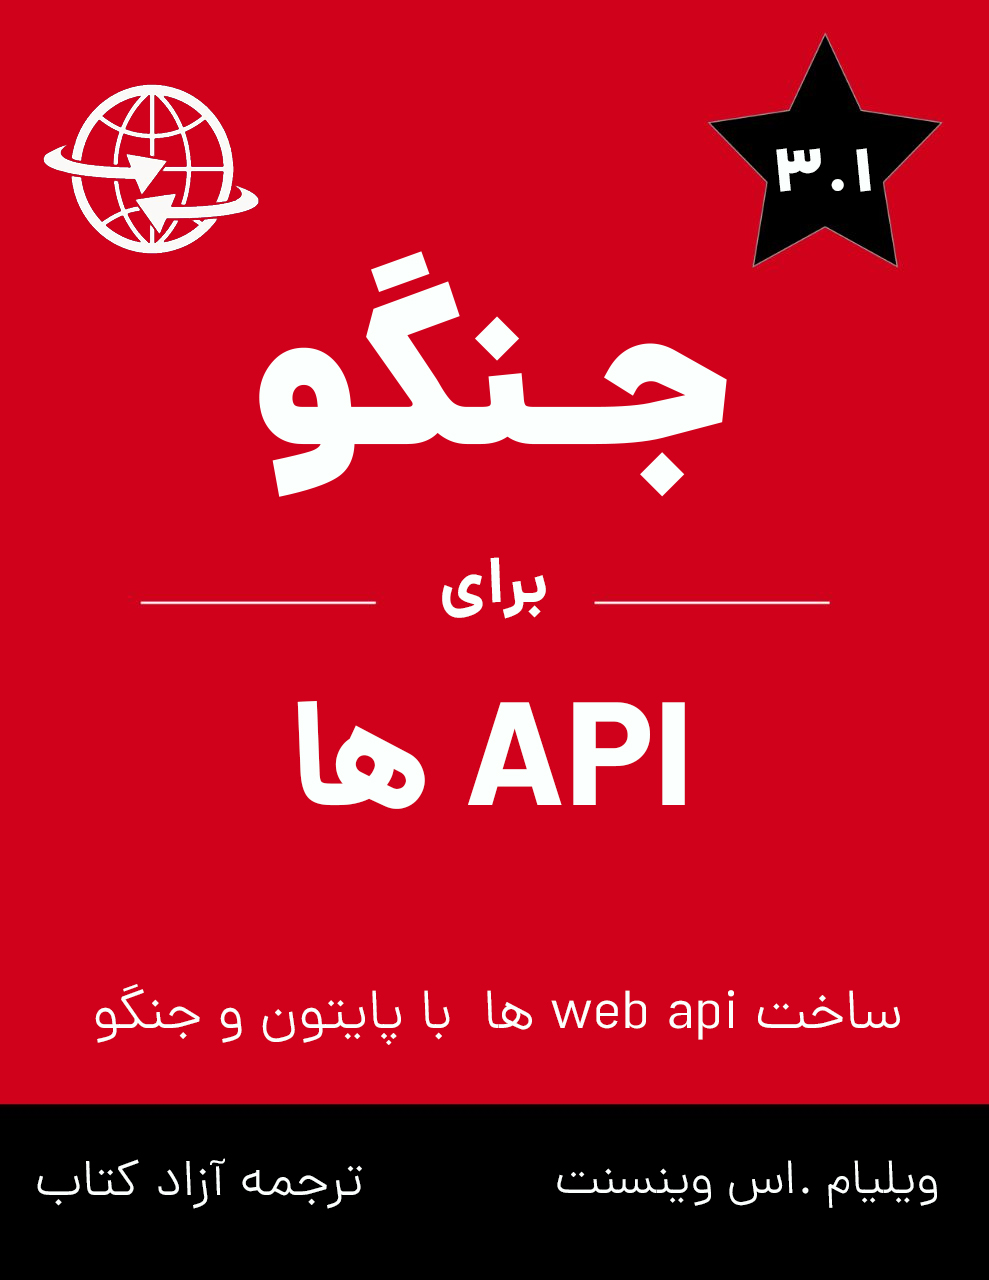 ۳.۱
جنگو
برای
API ها
ساخت web api ها با پایتون و جنگو
ویلیام .اس وینسنت
ترجمه آزاد کتاب